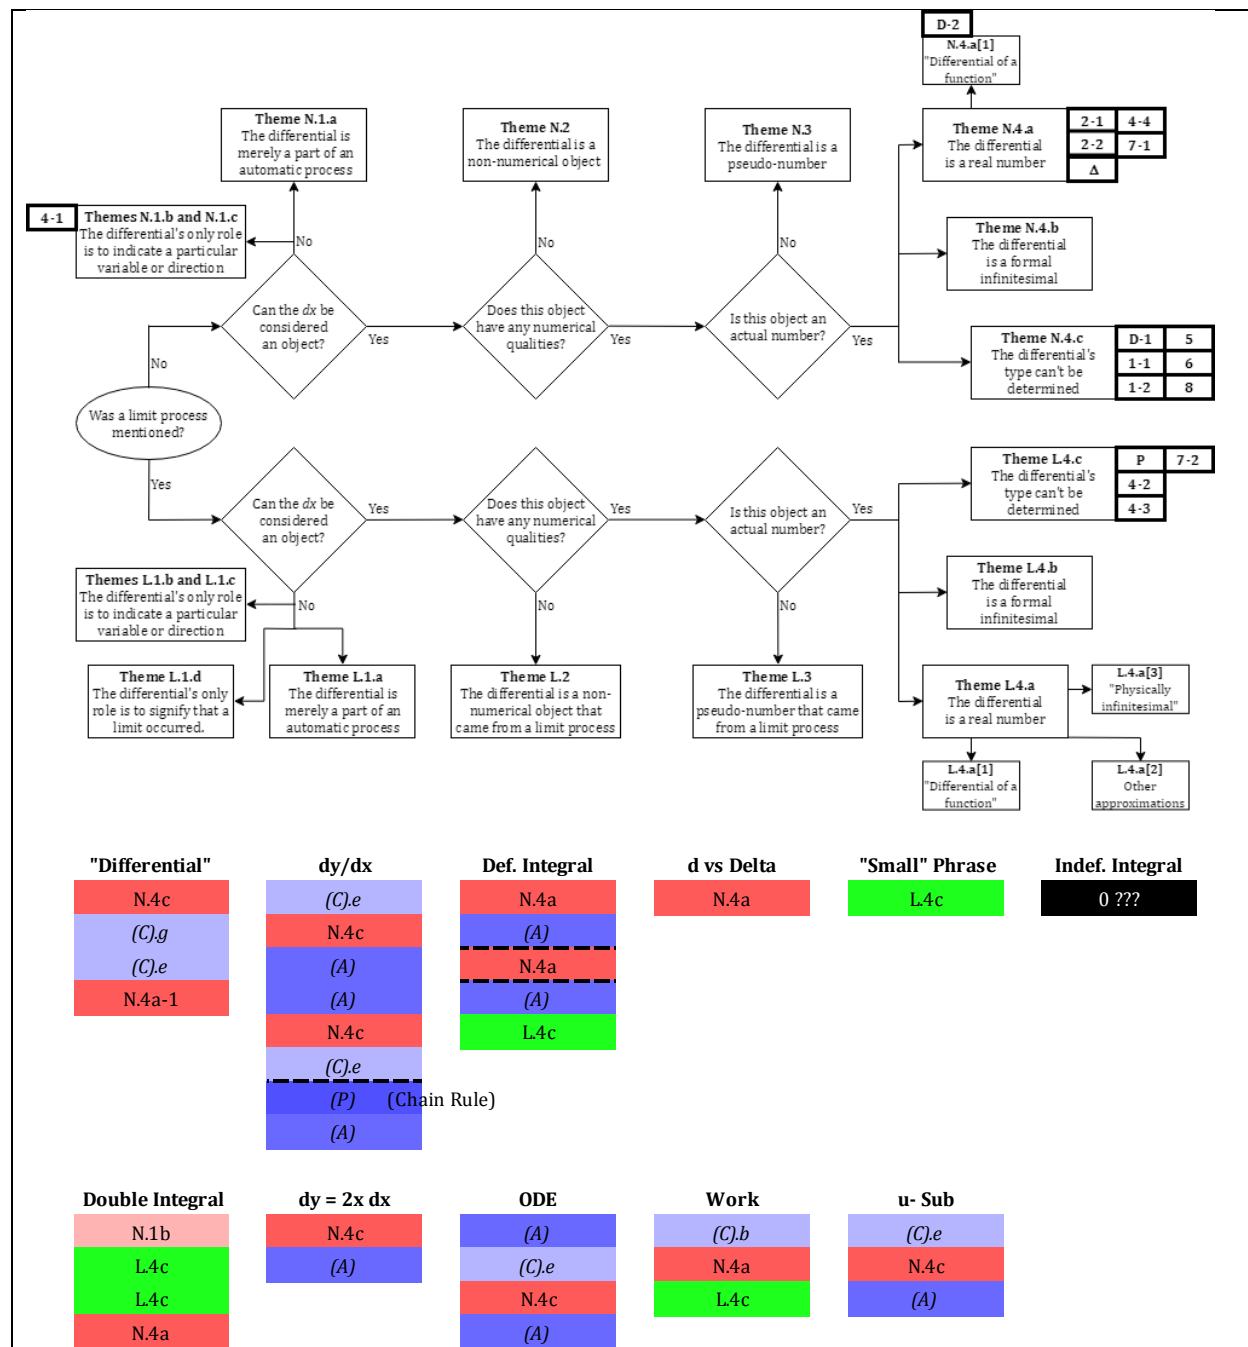 D-2
N.4.a[1]
"Differential of a
function"
Theme N.1.a
The differential is
merely a part of an
automatic process
Theme N.2
The differential is a
non-numerical object
Theme N.3
The differential is a
pseudo-number
Theme N.4.a
The differential
is a real number
2-1 4-4
2-2 7-1
Δ
4-1
Themes N.1.b and N.1.c
The differential's only role
is to indicate a particular
variable or direction
No
No
No
Theme N.4.b
The differential
is a formal
infinitesimal
Can the dx be
considered
an object?
Yes
Does this object
have any numerical
qualities?
Yes
Is this object an
actual number?
Yes
Theme N.4.c
The differential's
type can't be
determined
D-1 5
1-1 6
1-2 8
No
Was a limit process
mentioned?
Yes
Can the dx be
considered
an object?
Yes
Does this object
have any numerical
qualities?
Yes
Is this object an
actual number?
Yes
Theme L.4.c
The differential's
type can't be
determined
P 7-2
4-2
4-3
Themes L.1.b and L.1.c
The differential's only role
is to indicate a particular
variable or direction
No
No
No
Theme L.4.b
The differential
is a formal
infinitesimal
Theme L.1.d
The differential's only
role is to signify that a
limit occurred.
Theme L.1.a
The differential is
merely a part of an
automatic process
Theme L.2
The differential is a non-
numerical object that
came from a limit process
Theme L.3
The differential is a
pseudo-number that came
from a limit process
Theme L.4.a
The differential
is a real number
L.4.a[3]
"Physically
infinitesimal"
L.4.a[1]
"Differential of a
function"
L.4.a[2]
Other
approximations
"Differential"
N.4c
(C).g
(C).e
N.4a-1
dy/dx
(C).e
N.4c
(A)
(A)
N.4c
(C).e
(P) (Chain Rule)
(A)
Def. Integral
N.4a
(A)
N.4a
(A)
L.4c
d vs Delta
N.4a
"Small" Phrase
L.4c
Indef. Integral
0 ???
Double Integral
N.1b
L.4c
L.4c
N.4a
dy = 2x dx
N.4c
(A)
ODE
(A)
(C).e
N.4c
(A)
Work
(C).b
N.4a
L.4c
u- Sub
(C).e
N.4c
(A)